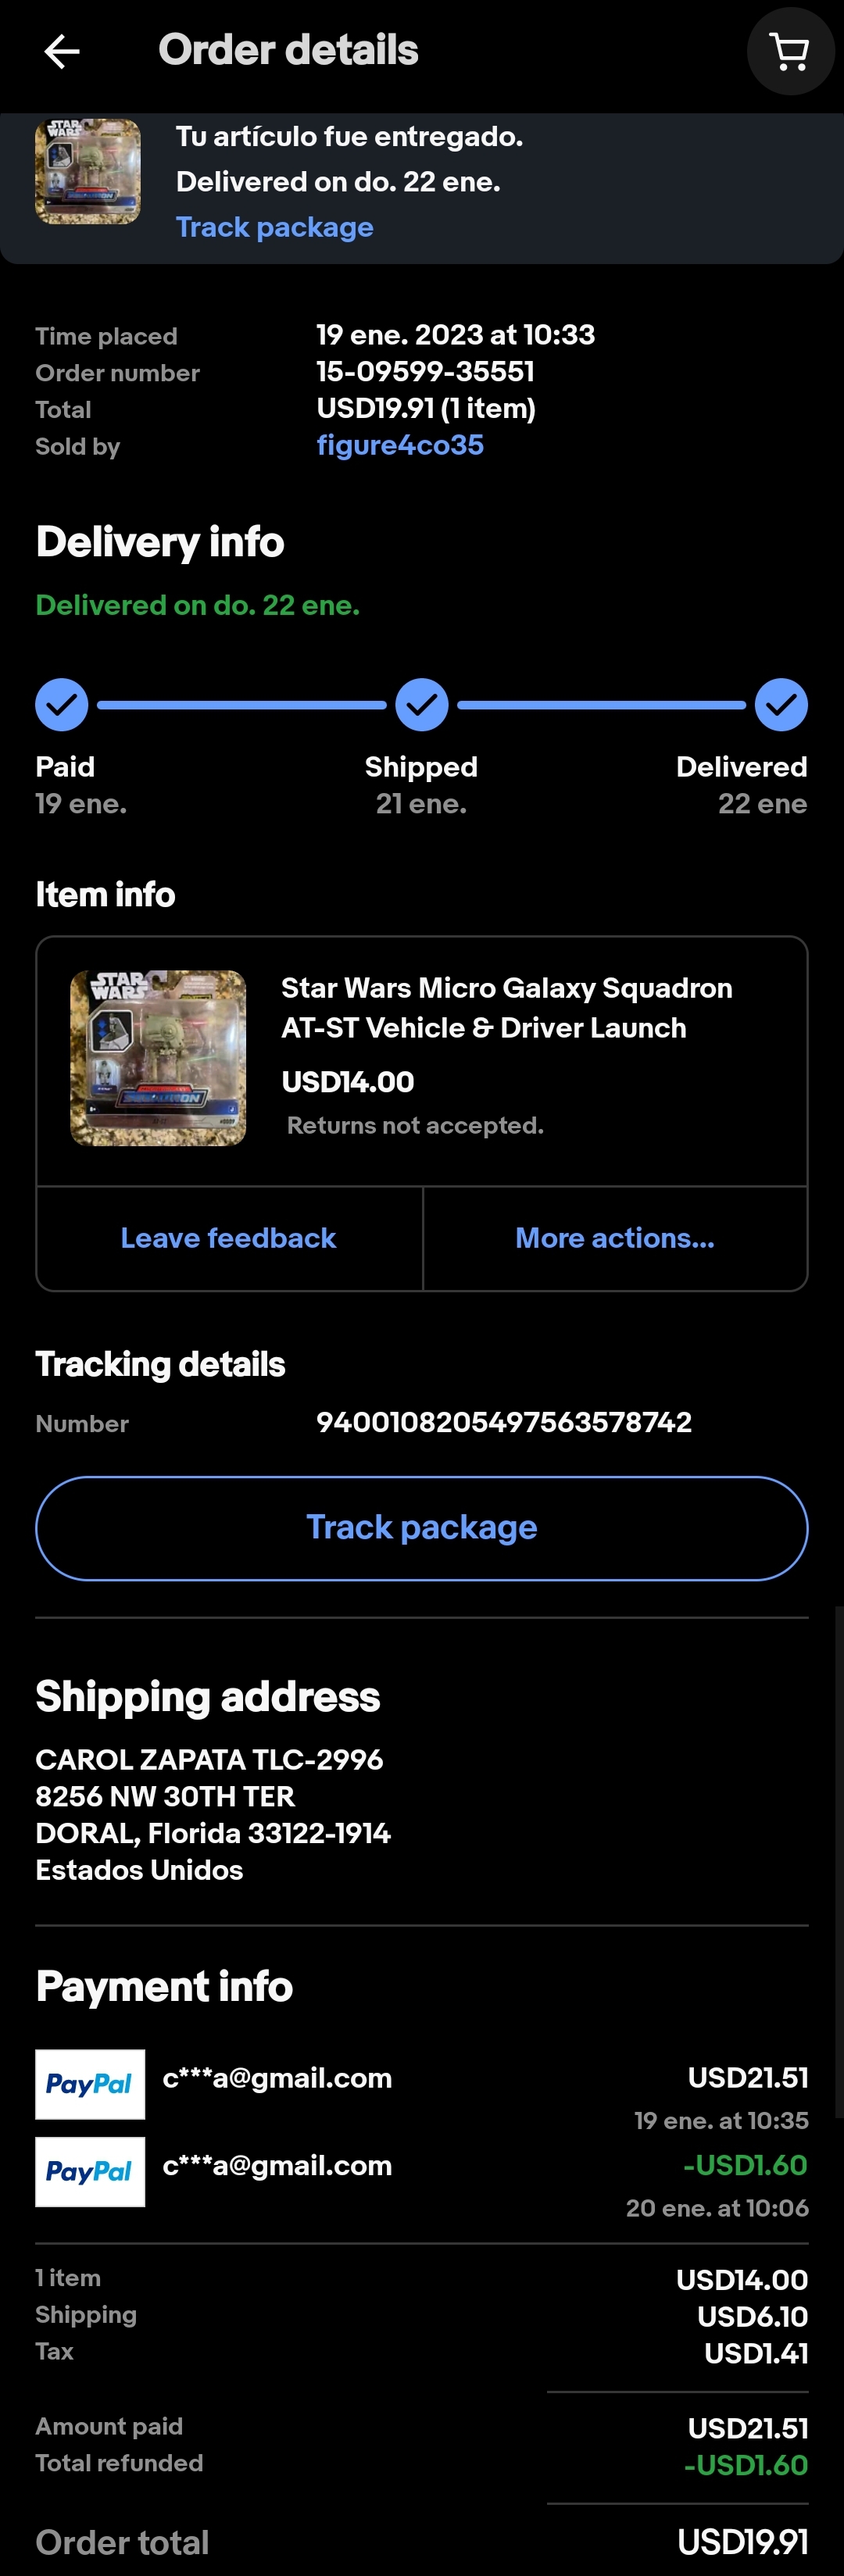 Order details
STAR WARS
Tu artículo fue entregado.
Delivered on do. 22 ene.
Track package
Time placed 19 ene. 2023 at 10:33
Order number 15-09599-35551
Total USD19.91 (1 item)
Sold by figure4co35
Delivery info
Delivered on do. 22 ene.
Paid Shipped Delivered
19 ene. 21 ene. 22 ene
Item info
STAR WARS
SQUADRON
Star Wars Micro Galaxy Squadron
AT-ST Vehicle & Driver Launch
USD14.00
Returns not accepted.
Leave feedback More actions...
Tracking details
Number 9400108205497563578742
Track package
Shipping address
CAROL ZAPATA TLC-2996
8256 NW 30TH TER
DORAL, Florida 33122-1914
Estados Unidos
Payment info
PayPal c***a@gmail.com USD21.51
19 ene. at 10:35
PayPal c***a@gmail.com -USD1.60
20 ene. at 10:06
1 item USD14.00
Shipping USD6.10
Tax USD1.41
Amount paid USD21.51
Total refunded -USD1.60
Order total USD19.91